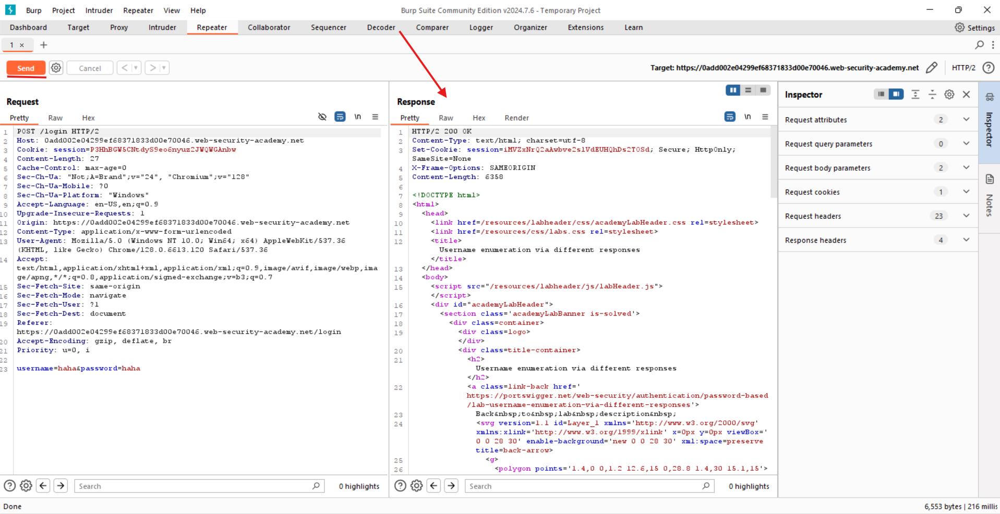 Burp Project Intruder Repeater View Help
Burp Suite Community Edition v2024.7.6 - Temporary Project
Dashboard Target Proxy Intruder Repeater Collaborator Sequencer Decoder Comparer Logger Organizer Extensions Learn
Settings
1 × +
Send Cancel < >
Target: https://0add002e04299ef68371833d00e70046.web-security-academy.net
HTTP/2
Request
Pretty Raw Hex
\n
1 POST /login HTTP/2
2 Host: 0add002e04299ef68371833d00e70046.web-security-academy.net
3 Cookie: session=P3HhBGW5CNtdyS9eo6nyuz2JWQWGAnbw
4 Content-Length: 27
5 Cache-Control: max-age=0
6 Sec-Ch-Ua: "Not;A=Brand";v="24", "Chromium";v="128"
7 Sec-Ch-Ua-Mobile: ?0
8 Sec-Ch-Ua-Platform: "Windows"
9 Accept-Language: en-US,en;q=0.9
10 Upgrade-Insecure-Requests: 1
11 Origin: https://0add002e04299ef68371833d00e70046.web-security-academy.net
12 Content-Type: application/x-www-form-urlencoded
13 User-Agent: Mozilla/5.0 (Windows NT 10.0; Win64; x64) AppleWebKit/537.36
(KHTML, like Gecko) Chrome/128.0.6613.120 Safari/537.36
14 Accept:
text/html,application/xhtml+xml,application/xml;q=0.9,image/avif,image/webp,ima
ge/apng,*/*;q=0.8,application/signed-exchange;v=b3;q=0.7
15 Sec-Fetch-Site: same-origin
16 Sec-Fetch-Mode: navigate
17 Sec-Fetch-User: ?1
18 Sec-Fetch-Dest: document
19 Referer:
https://0add002e04299ef68371833d00e70046.web-security-academy.net/login
20 Accept-Encoding: gzip, deflate, br
21 Priority: u=0, i
22
23 username=haha&password=haha
Search
0 highlights
Response
Pretty Raw Hex Render
\n
1 HTTP/2 200 OK
2 Content-Type: text/html; charset=utf-8
3 Set-Cookie: session=iMVZxNrQ2aAwbve2slVdEUHQhDs2T0Sd; Secure; HttpOnly;
SameSite=None
4 X-Frame-Options: SAMEORIGIN
5 Content-Length: 6358
6
7 <!DOCTYPE html>
8 <html>
9 <head>
10 <link href=/resources/labheader/css/academyLabHeader.css rel=stylesheet>
11 <link href=/resources/css/labs.css rel=stylesheet>
12 <title>
Username enumeration via different responses
</title>
13 </head>
14 <body>
15 <script src="/resources/labheader/js/labHeader.js">
</script>
16 <div id="academyLabHeader">
17 <section class='academyLabBanner is-solved'>
18 <div class=container>
19 <div class=logo>
</div>
20 <div class=title-container>
21 <h2>
Username enumeration via different responses
</h2>
22 <a class=link-back href='
https://portswigger.net/web-security/authentication/password-based
/lab-username-enumeration-via-different-responses'>
23 Back&nbsp;to&nbsp;lab&nbsp;description&nbsp;
24 <svg version=1.1 id=Layer_1 xmlns='http://www.w3.org/2000/svg'
xmlns:xlink='http://www.w3.org/1999/xlink' x=0px y=0px viewBox='
0 0 28 30' enable-background='new 0 0 28 30' xml:space=preserve
title=back-arrow>
25 <g>
26 <polygon points='1.4,0 0,1.2 12.6,15 0,28.8 1.4,30 15.1,15'>
Search
0 highlights
Inspector
Request attributes 2
Request query parameters 0
Request body parameters 2
Request cookies 1
Request headers 23
Response headers 4
Inspector
Notes
Done
6,553 bytes | 216 millis